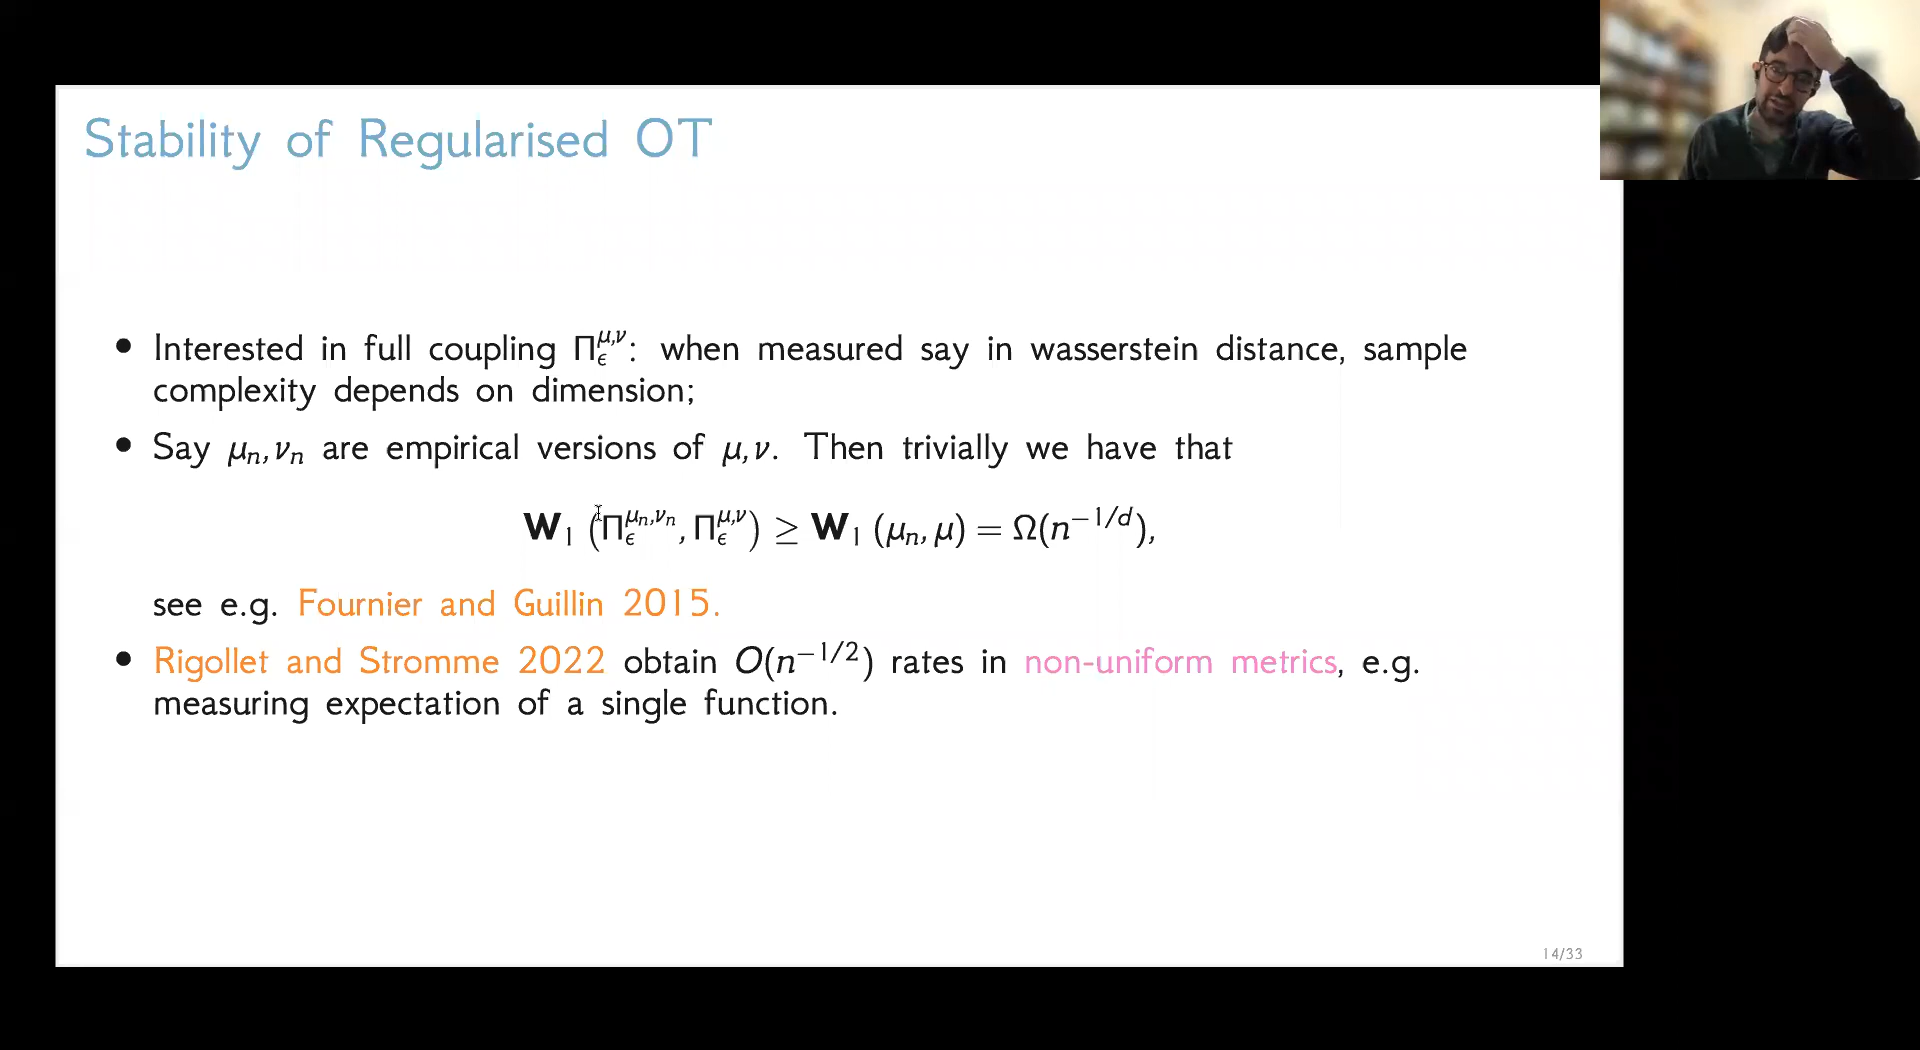 Stability of Regularised OT
• Interested in full coupling Π_ϵ^{μ,ν}: when measured say in wasserstein distance, sample
complexity depends on dimension;
• Say μ_n, ν_n are empirical versions of μ, ν. Then trivially we have that
W_1 (Π_ϵ^{μ_n,ν_n}, Π_ϵ^{μ,ν}) ≥ W_1 (μ_n, μ) = Ω(n^{−1/d}),
see e.g. Fournier and Guillin 2015.
• Rigollet and Stromme 2022 obtain O(n^{−1/2}) rates in non-uniform metrics, e.g.
measuring expectation of a single function.
14/33